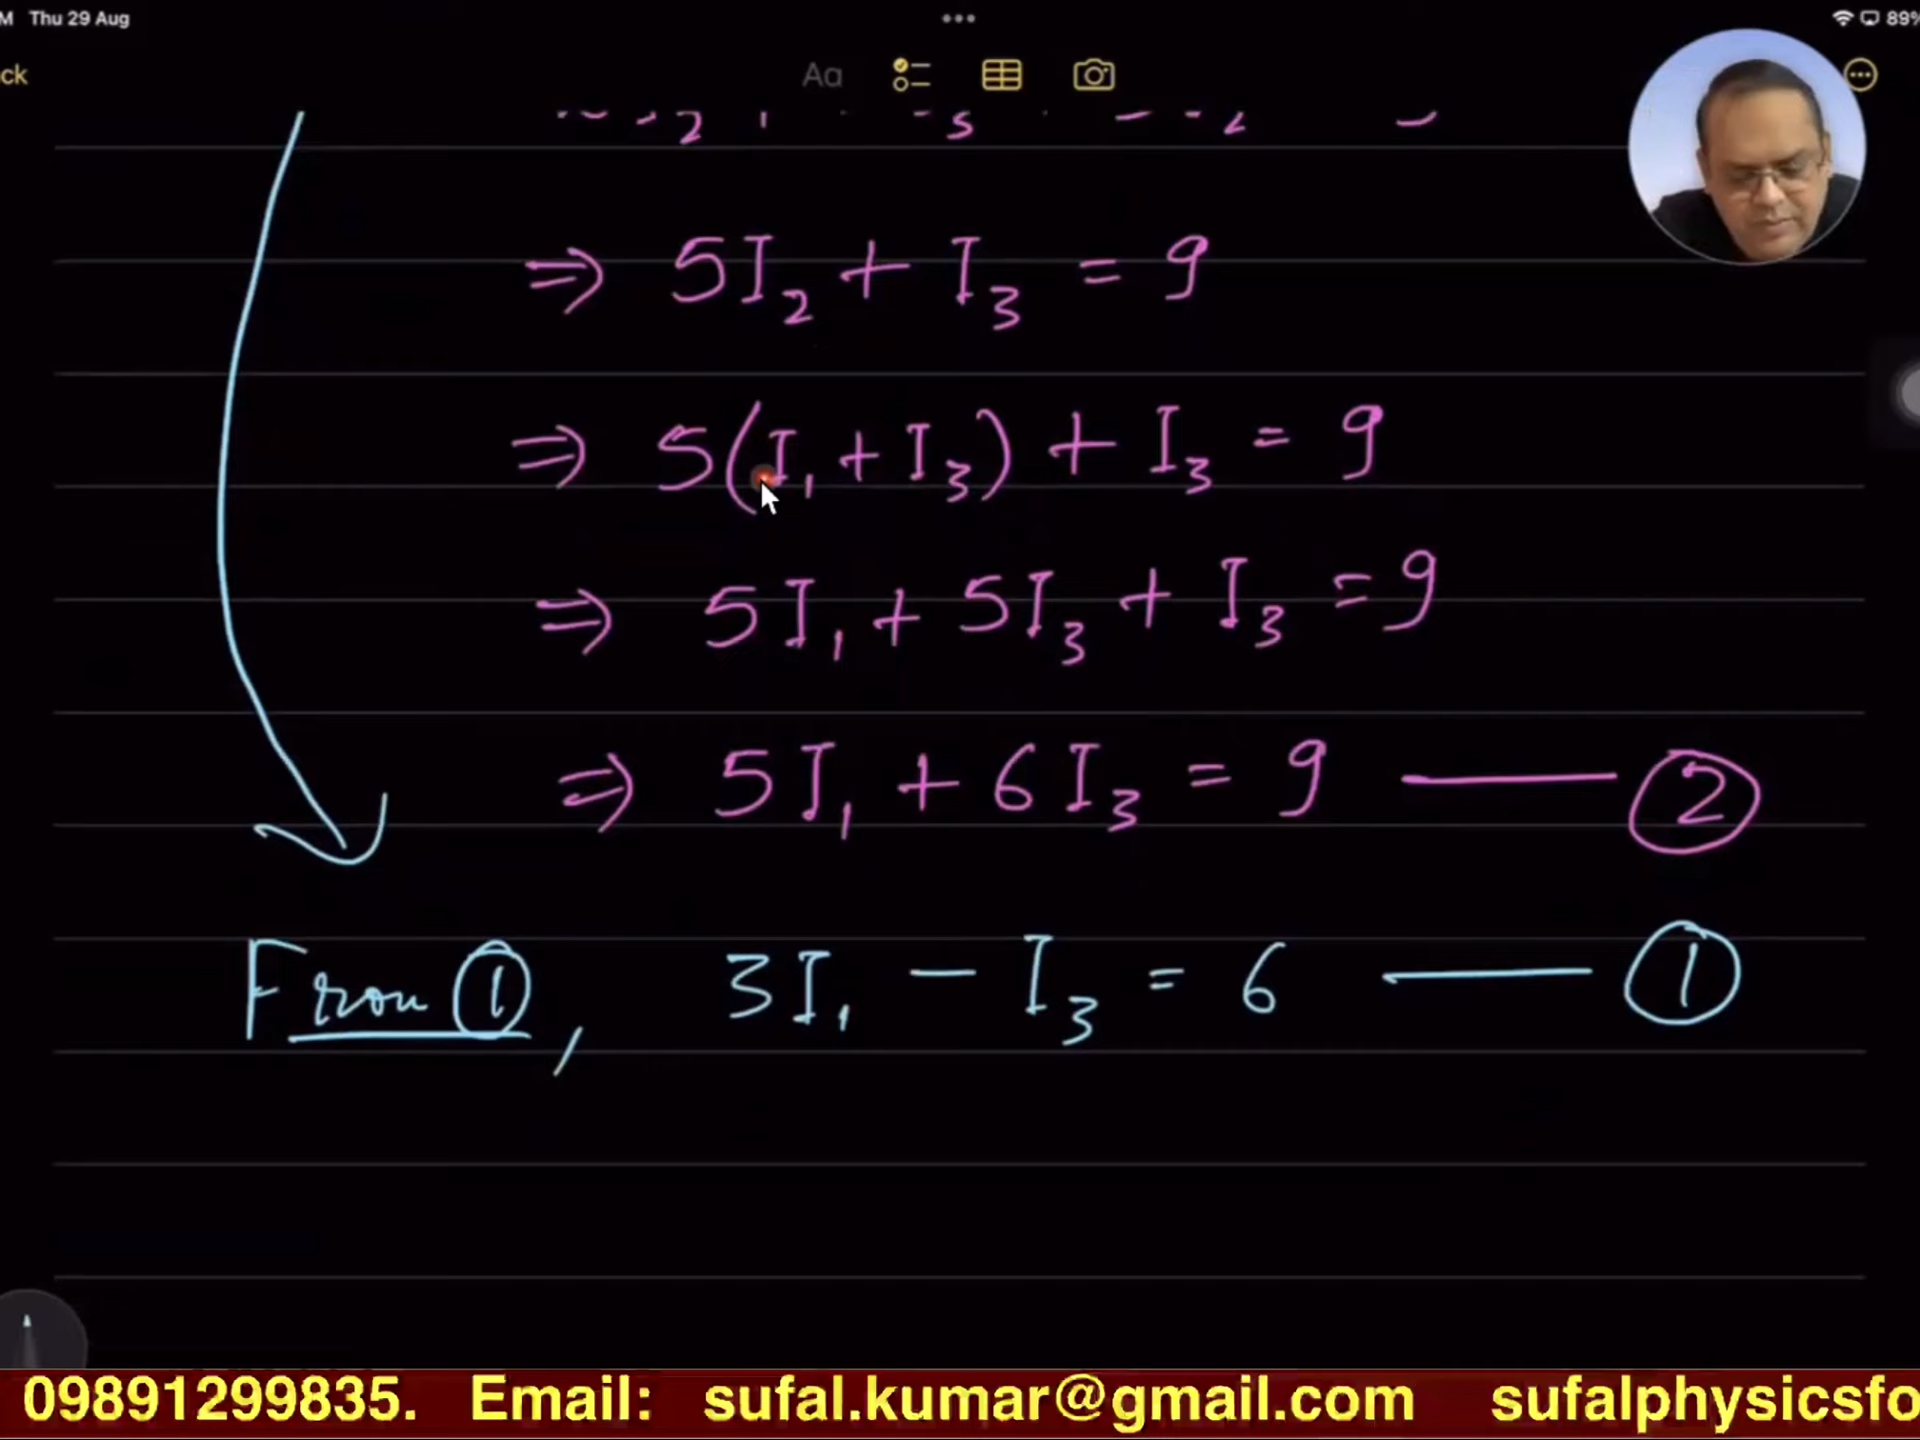 M Thu 29 Aug
89%
ck
Aa
⇒ 5I₂ + I₃ = 9
⇒ 5(I₁ + I₃) + I₃ = 9
⇒ 5I₁ + 5I₃ + I₃ = 9
⇒ 5I₁ + 6I₃ = 9 —— ②
From ①, 3I₁ − I₃ = 6 —— ①
09891299835. Email: sufal.kumar@gmail.com sufalphysicsfo